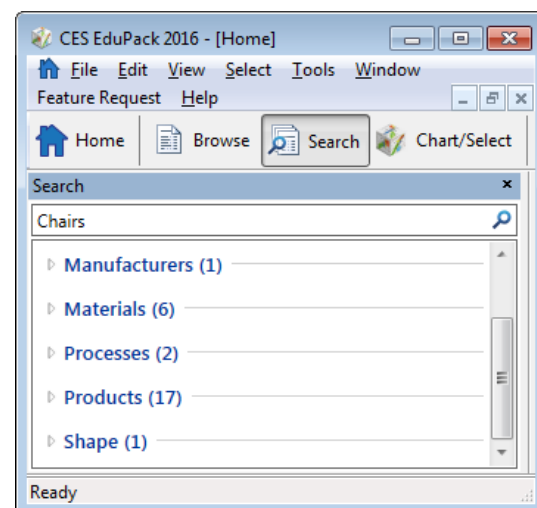 CES EduPack 2016 - [Home]
File Edit View Select Tools Window
Feature Request Help
Home Browse Search Chart/Select
Search
Chairs
Manufacturers (1)
Materials (6)
Processes (2)
Products (17)
Shape (1)
Ready